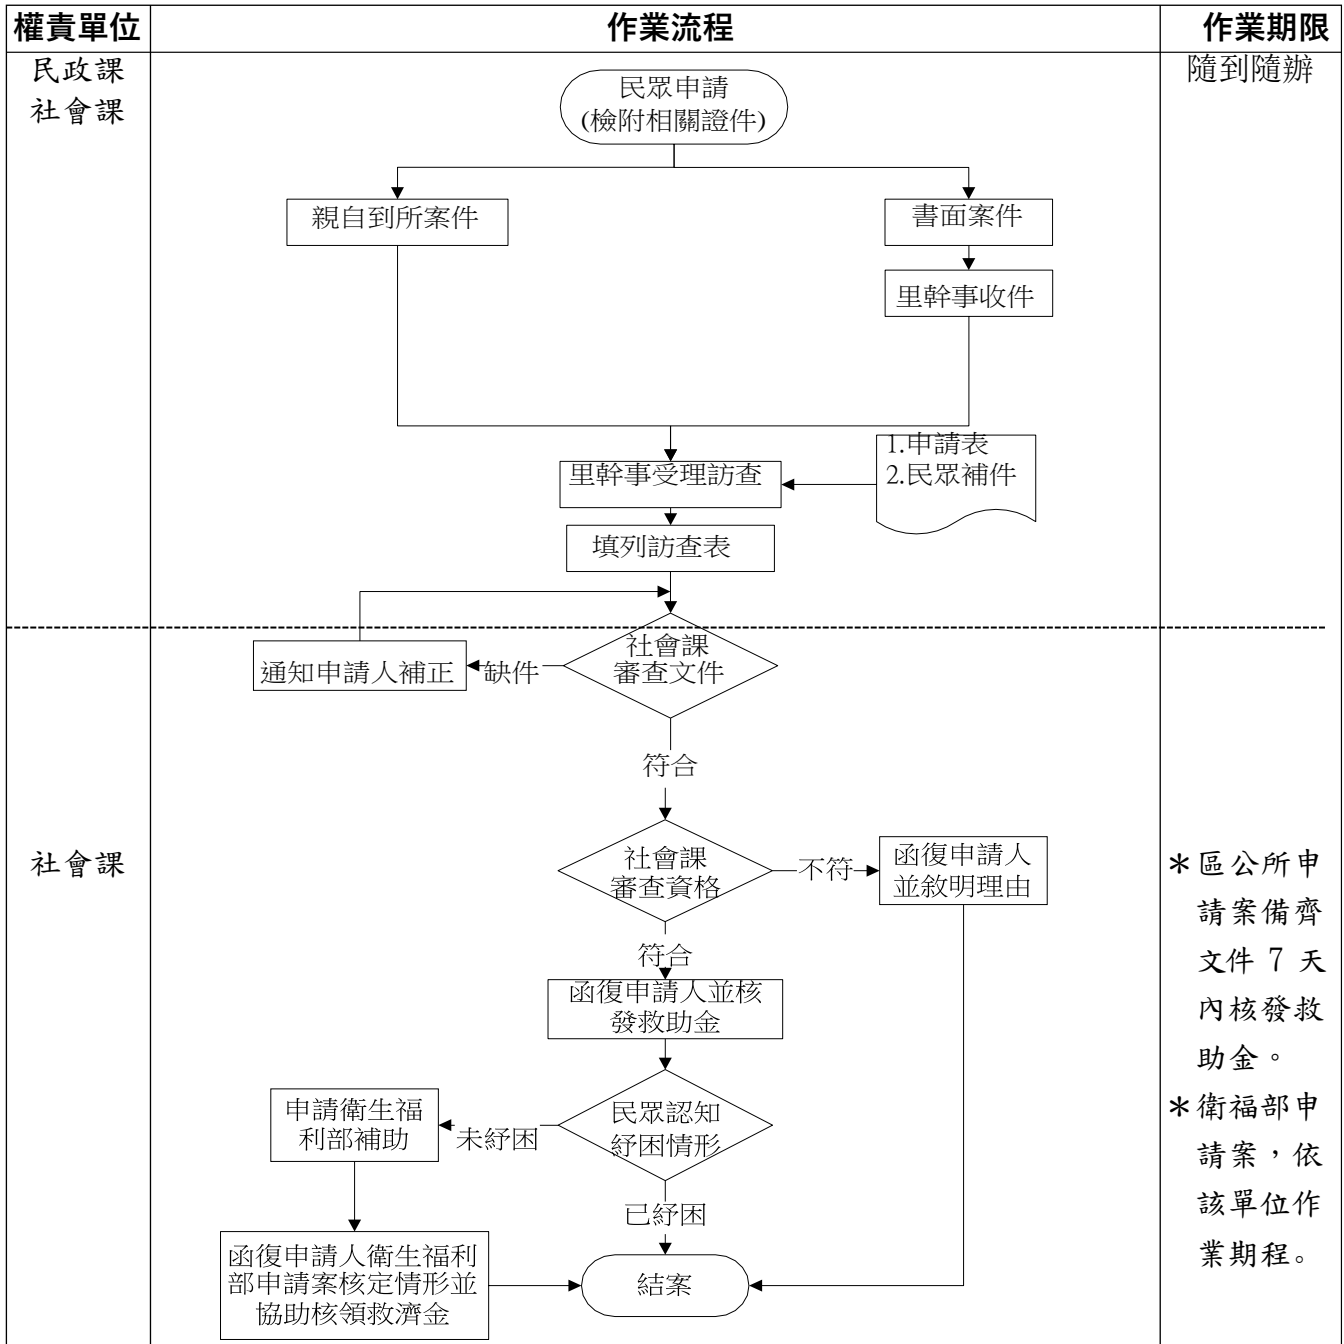 權責單位
作業流程
作業期限
民政課
社會課
隨到隨辦
民眾申請
(檢附相關證件)
親自到所案件
書面案件
里幹事收件
1.申請表
2.民眾補件
里幹事受理訪查
填列訪查表
社會課
審查文件
缺件
通知申請人補正
符合
社會課
社會課
審查資格
不符
函復申請人
並敘明理由
符合
函復申請人並核
發救助金
民眾認知
紓困情形
未紓困
申請衛生福
利部補助
已紓困
函復申請人衛生福利
部申請案核定情形並
協助核領救濟金
結案
＊區公所申
請案備齊
文件 7 天
內核發救
助金。
＊衛福部申
請案，依
該單位作
業期程。